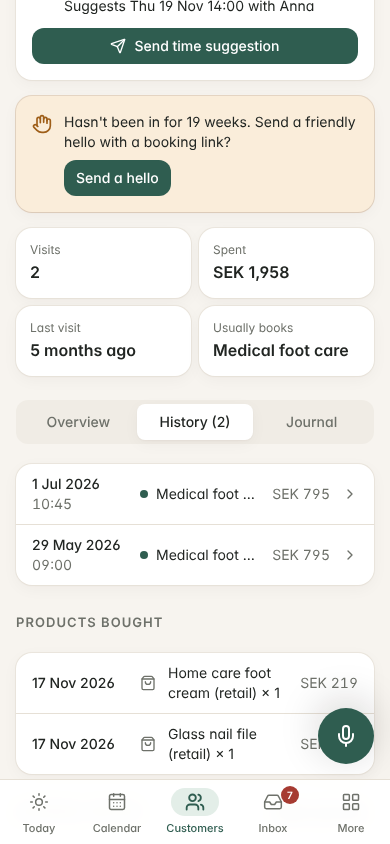 Suggests Thu 19 Nov 14:00 with Anna
Send time suggestion
Hasn't been in for 19 weeks. Send a friendly
hello with a booking link?
Send a hello
Visits
2
Spent
SEK 1,958
Last visit
5 months ago
Usually books
Medical foot care
Overview
History (2)
Journal
1 Jul 2026
10:45
Medical foot ...
SEK 795
29 May 2026
09:00
Medical foot ...
SEK 795
PRODUCTS BOUGHT
17 Nov 2026
Home care foot
cream (retail) × 1
SEK 219
17 Nov 2026
Glass nail file
(retail) × 1
Today
Calendar
Customers
7
Inbox
More